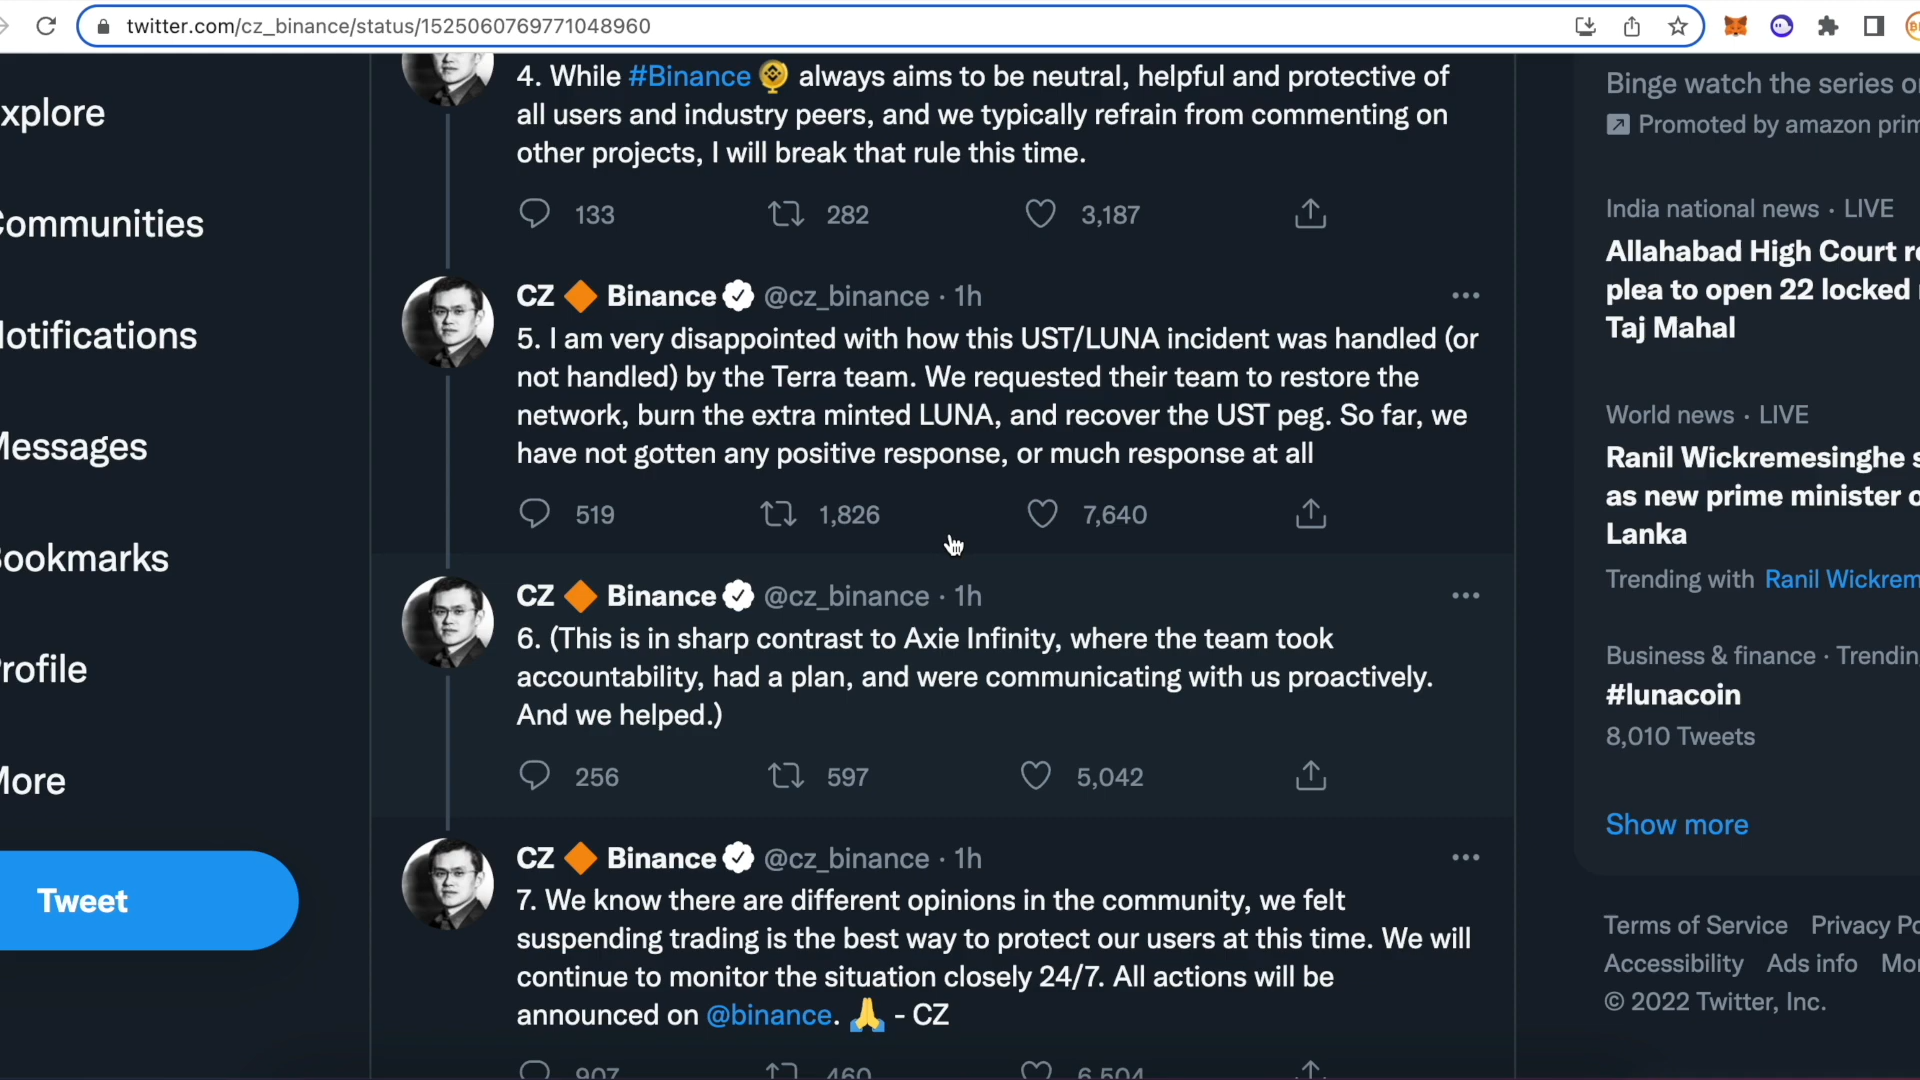 twitter.com/cz_binance/status/1525060769771048960
xplore
ommunities
otifications
essages
ookmarks
rofile
ore
Tweet
4. While #Binance always aims to be neutral, helpful and protective of
all users and industry peers, and we typically refrain from commenting on
other projects, I will break that rule this time.
133 282 3,187
CZ Binance @cz_binance · 1h
5. I am very disappointed with how this UST/LUNA incident was handled (or
not handled) by the Terra team. We requested their team to restore the
network, burn the extra minted LUNA, and recover the UST peg. So far, we
have not gotten any positive response, or much response at all
519 1,826 7,640
CZ Binance @cz_binance · 1h
6. (This is in sharp contrast to Axie Infinity, where the team took
accountability, had a plan, and were communicating with us proactively.
And we helped.)
256 597 5,042
CZ Binance @cz_binance · 1h
7. We know there are different opinions in the community, we felt
suspending trading is the best way to protect our users at this time. We will
continue to monitor the situation closely 24/7. All actions will be
announced on @binance. 🙏 - CZ
907 460 6,504
Binge watch the series o
Promoted by amazon prim
India national news · LIVE
Allahabad High Court re
plea to open 22 locked
Taj Mahal
World news · LIVE
Ranil Wickremesinghe s
as new prime minister o
Lanka
Trending with Ranil Wickrem
Business & finance · Trendin
#lunacoin
8,010 Tweets
Show more
Terms of Service Privacy Po
Accessibility Ads info Mor
© 2022 Twitter, Inc.